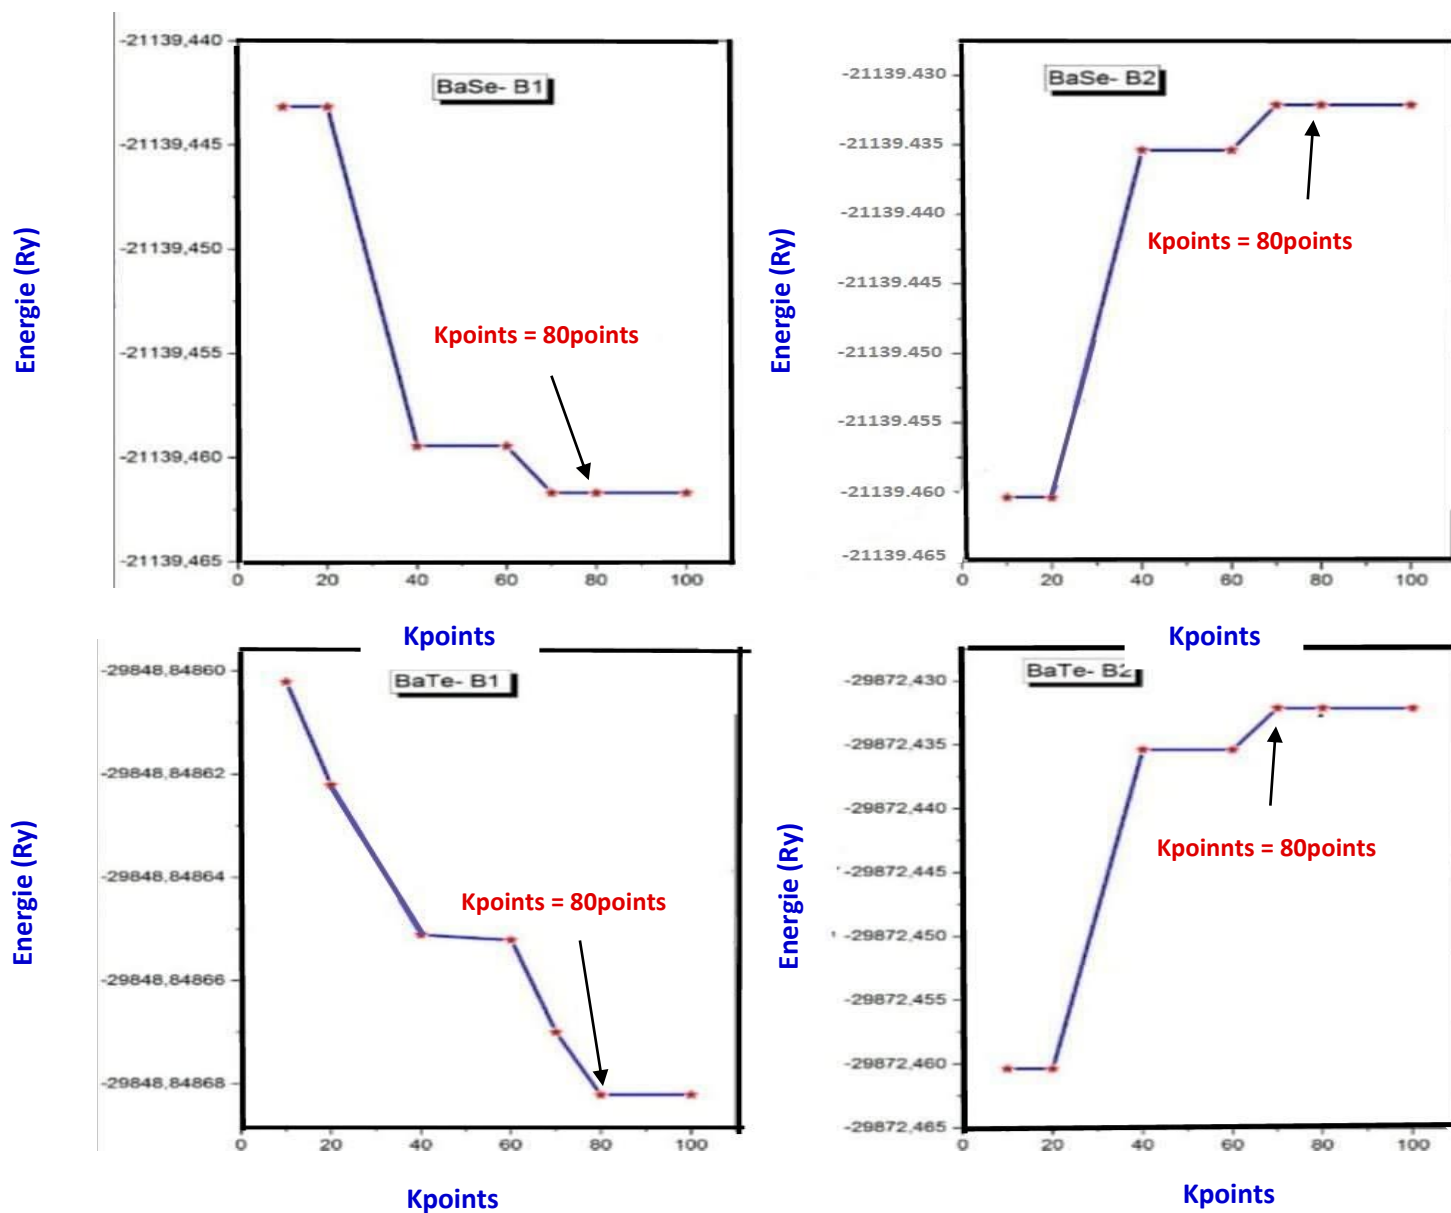 -21139,440
-21139,445
-21139,450
-21139,455
-21139,460
-21139,465
Energie (Ry)
BaSe- B1
Kpoints = 80points
0 20 40 60 80 100
Kpoints
-21139.430
-21139.435
-21139.440
-21139.445
-21139.450
-21139.455
-21139.460
-21139.465
Energie (Ry)
BaSe- B2
Kpoints = 80points
0 20 40 60 80 100
Kpoints
-29848,84860
-29848,84862
-29848,84864
-29848,84866
-29848,84868
Energie (Ry)
BaTe- B1
Kpoints = 80points
0 20 40 60 80 100
Kpoints
-29872,430
-29872,435
-29872,440
-29872,445
-29872,450
-29872,455
-29872,460
-29872,465
Energie (Ry)
BaTe- B2
Kpoinnts = 80points
0 20 40 60 80 100
Kpoints